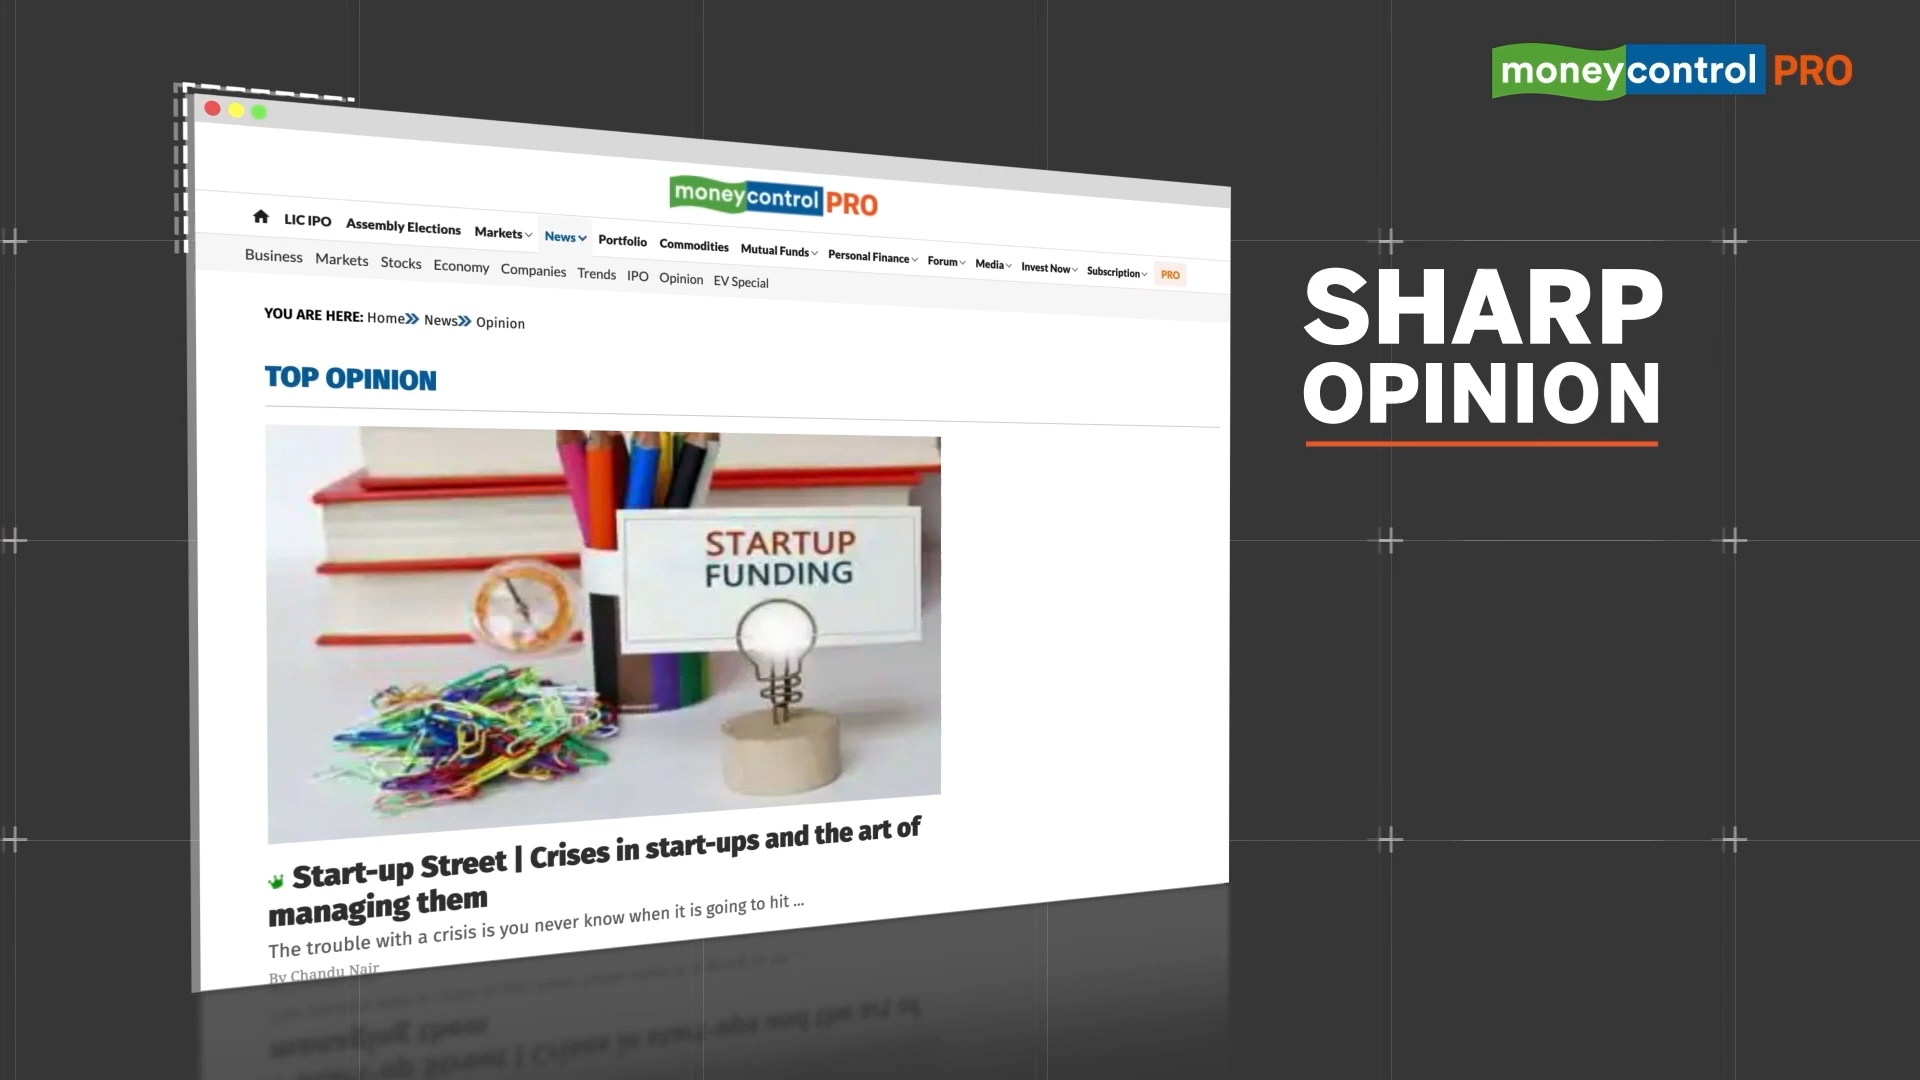 moneycontrol PRO
moneycontrol PRO
LIC IPO Assembly Elections Markets News Portfolio Commodities Mutual Funds Personal Finance Forum Media Invest Now Subscription PRO
Business Markets Stocks Economy Companies Trends IPO Opinion EV Special
YOU ARE HERE: Home News Opinion
TOP OPINION
STARTUP
FUNDING
Start-up Street | Crises in start-ups and the art of
managing them
The trouble with a crisis is you never know when it is going to hit ...
By Chandu Nair
SHARP
OPINION